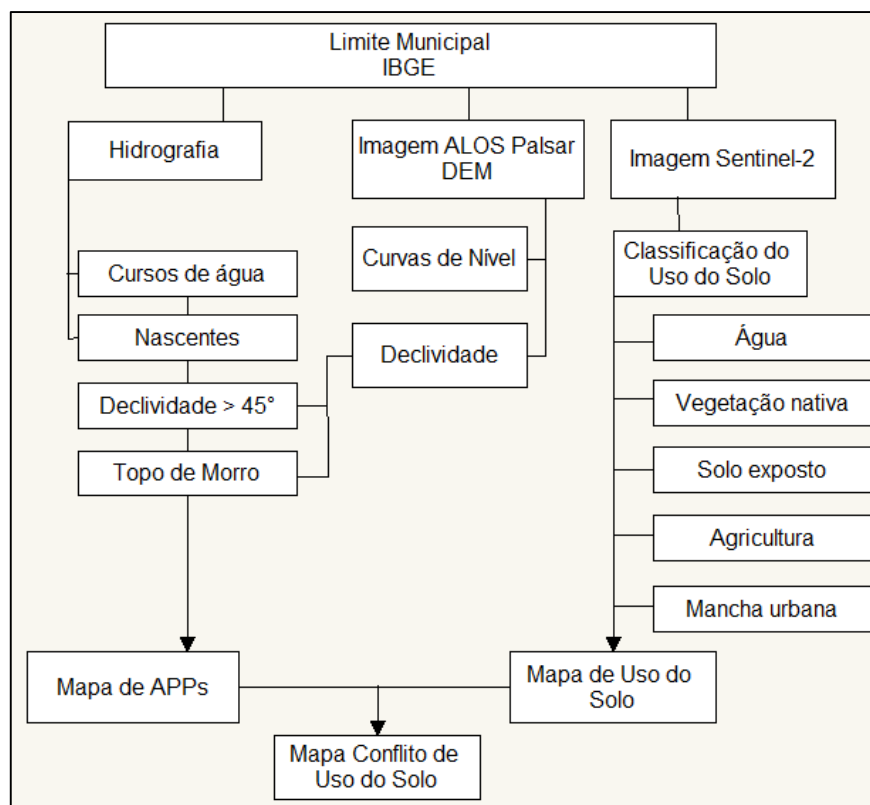 Limite Municipal
IBGE
Hidrografia
Imagem ALOS Palsar
DEM
Imagem Sentinel-2
Cursos de água
Curvas de Nível
Classificação do
Uso do Solo
Nascentes
Declividade
Água
Declividade > 45°
Vegetação nativa
Topo de Morro
Solo exposto
Agricultura
Mancha urbana
Mapa de APPs
Mapa de Uso do
Solo
Mapa Conflito de
Uso do Solo